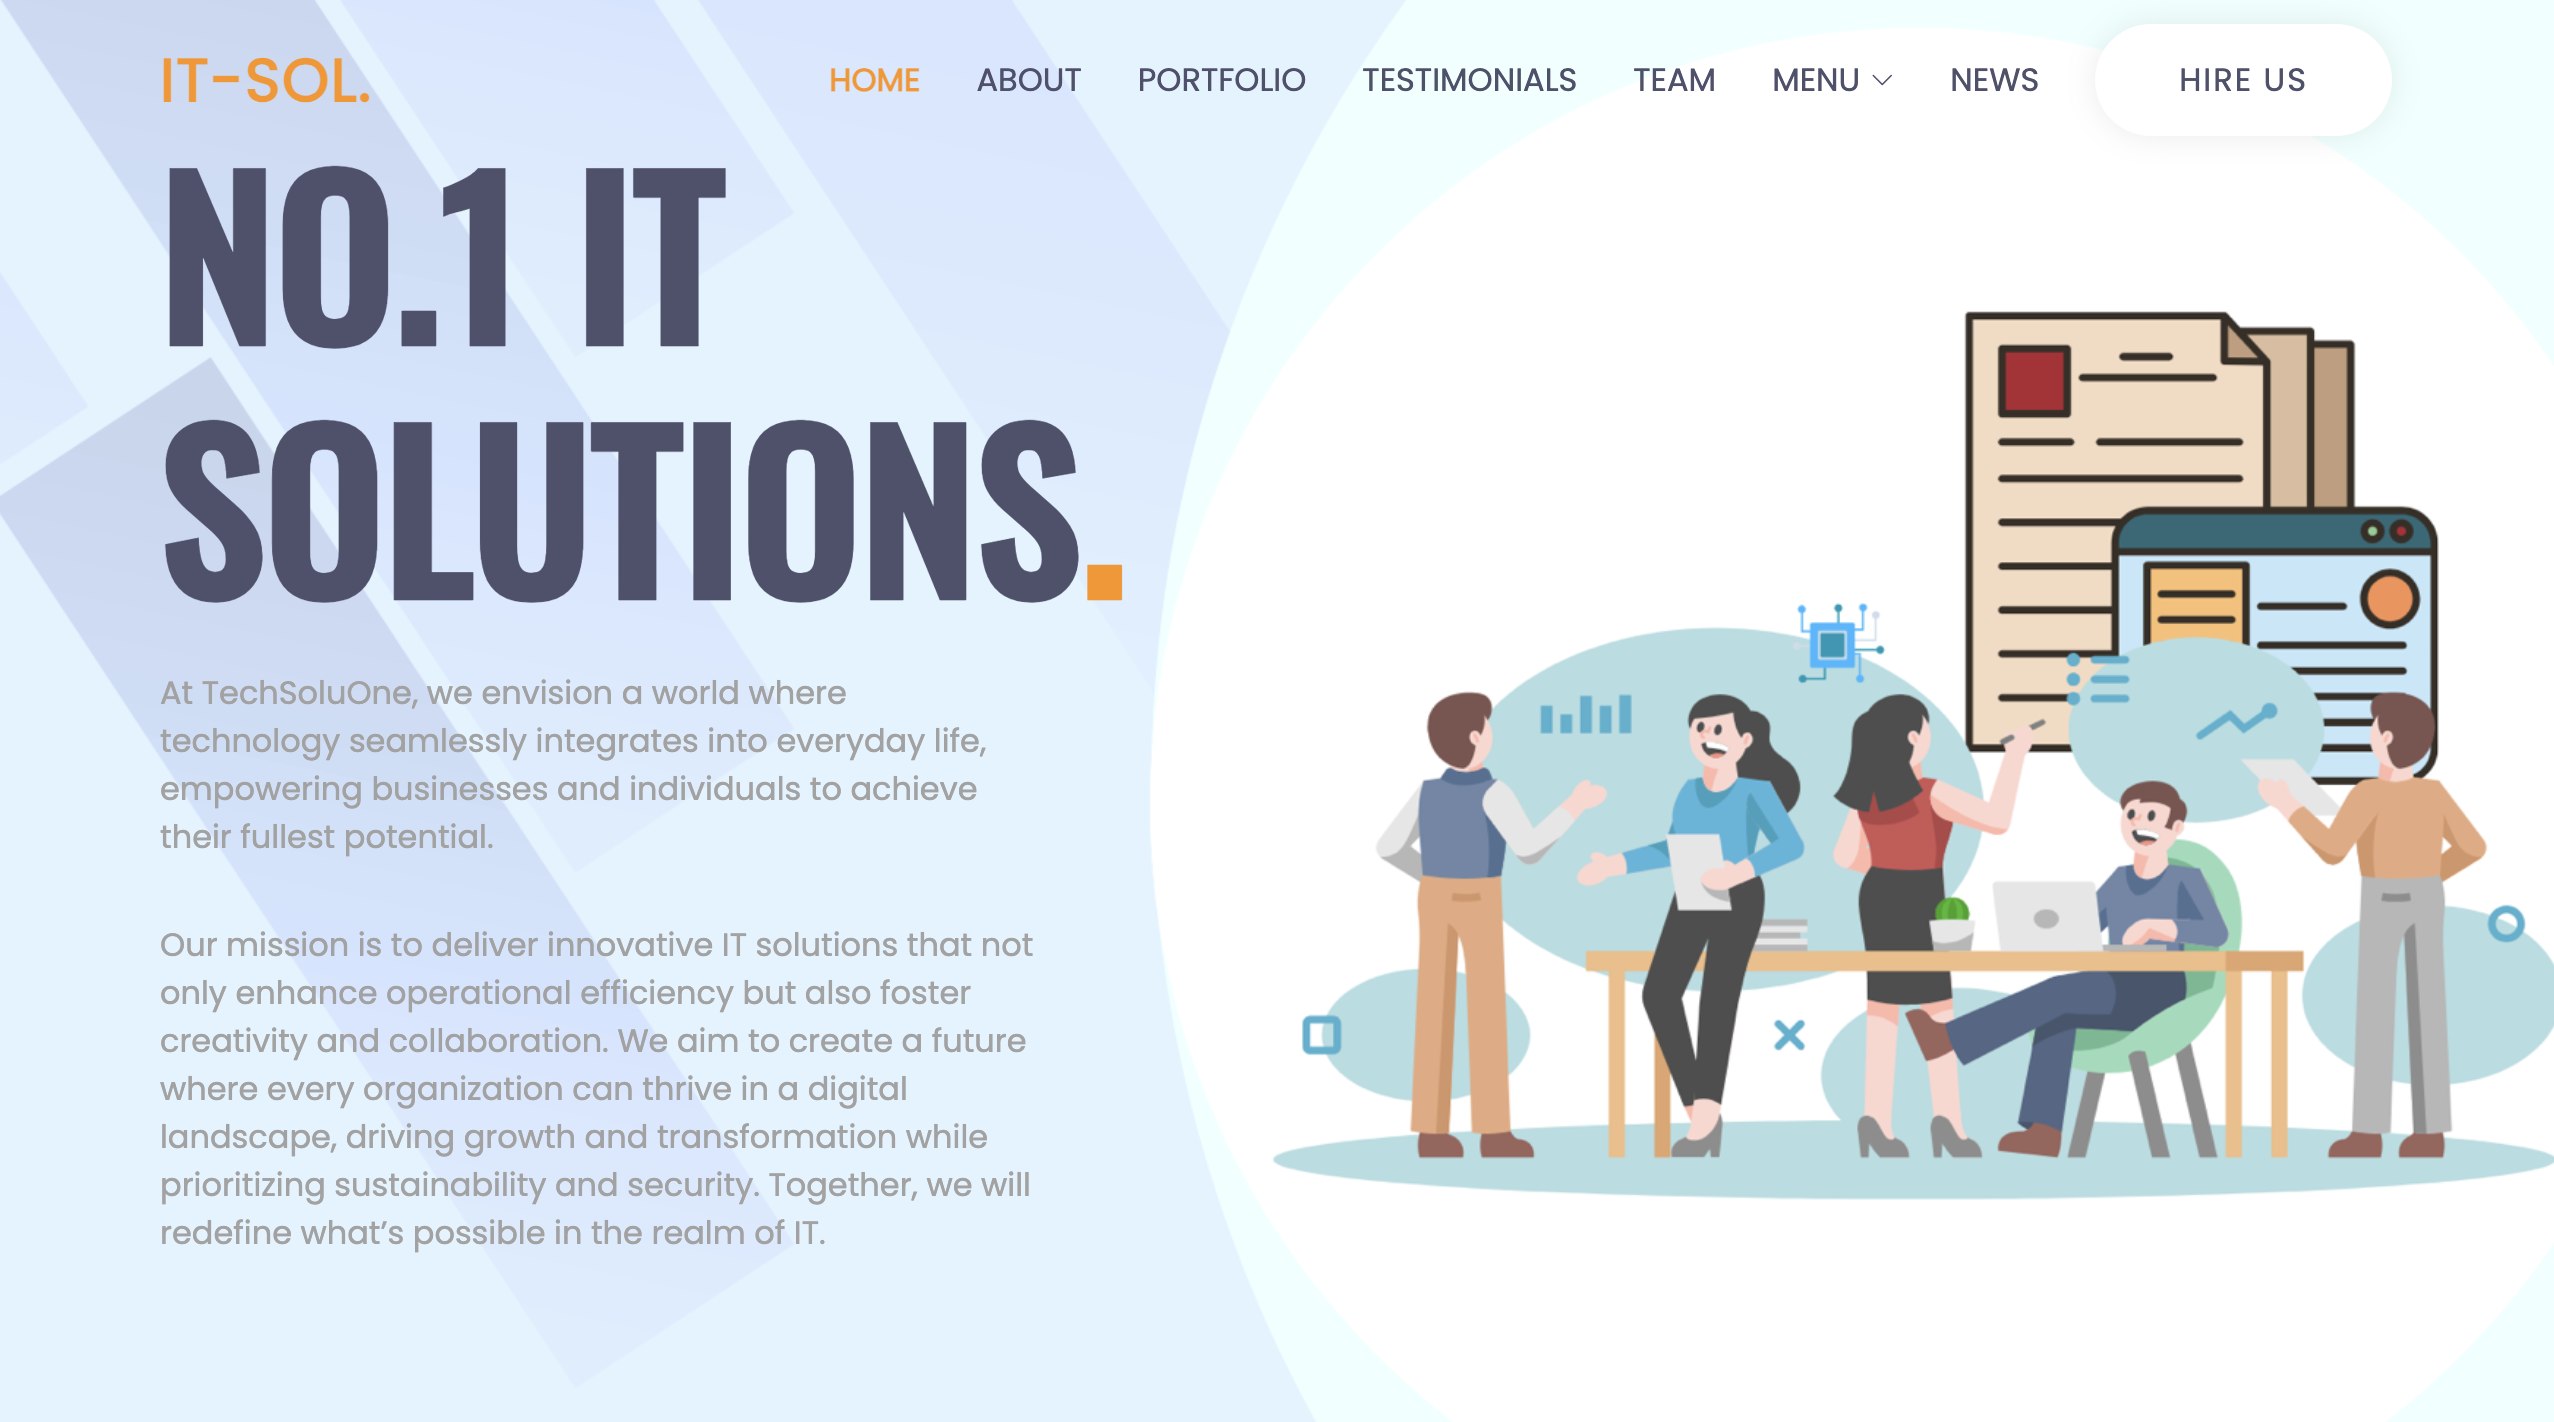 IT-SOL.
HOME ABOUT PORTFOLIO TESTIMONIALS TEAM MENU NEWS HIRE US
NO.1 IT
SOLUTIONS.
At TechSoluOne, we envision a world where
technology seamlessly integrates into everyday life,
empowering businesses and individuals to achieve
their fullest potential.
Our mission is to deliver innovative IT solutions that not
only enhance operational efficiency but also foster
creativity and collaboration. We aim to create a future
where every organization can thrive in a digital
landscape, driving growth and transformation while
prioritizing sustainability and security. Together, we will
redefine what’s possible in the realm of IT.